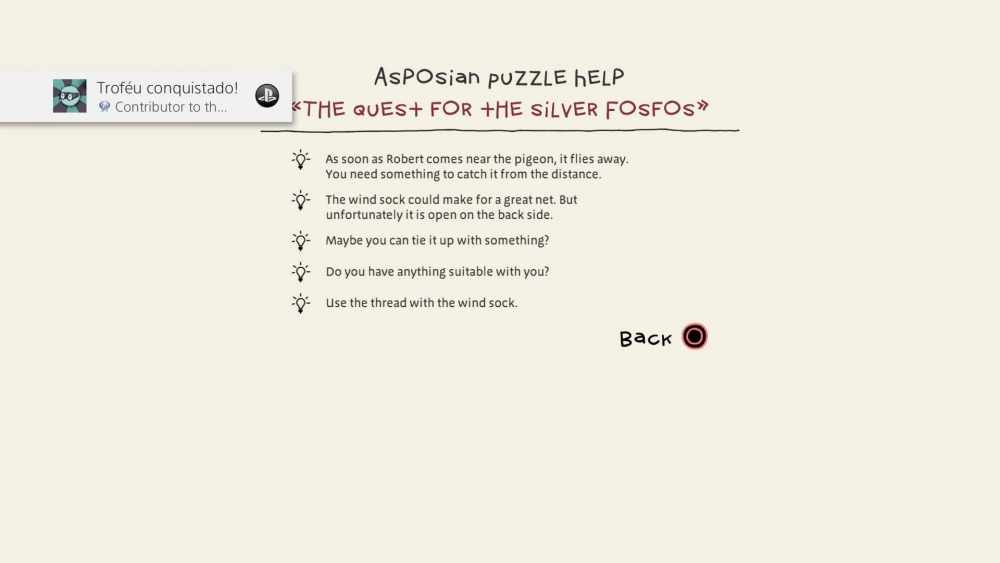 Troféu conquistado!
Contributor to th...
AsPOsian PUZZLE HELP
«THE QUEST FOR THE SILVER FOSFOS»
As soon as Robert comes near the pigeon, it flies away.
You need something to catch it from the distance.
The wind sock could make for a great net. But
unfortunately it is open on the back side.
Maybe you can tie it up with something?
Do you have anything suitable with you?
Use the thread with the wind sock.
Back